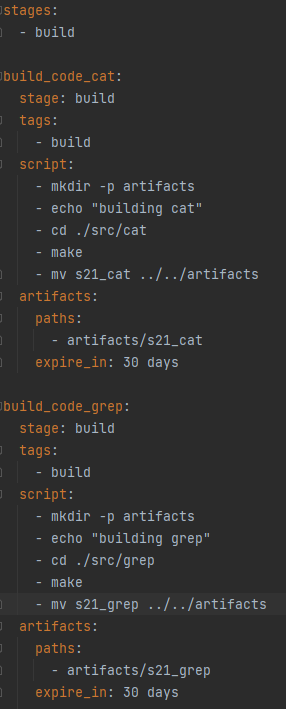 stages:
  - build

build_code_cat:
  stage: build
  tags:
    - build
  script:
    - mkdir -p artifacts
    - echo "building cat"
    - cd ./src/cat
    - make
    - mv s21_cat ../../artifacts
  artifacts:
    paths:
      - artifacts/s21_cat
    expire_in: 30 days

build_code_grep:
  stage: build
  tags:
    - build
  script:
    - mkdir -p artifacts
    - echo "building grep"
    - cd ./src/grep
    - make
    - mv s21_grep ../../artifacts
  artifacts:
    paths:
      - artifacts/s21_grep
    expire_in: 30 days